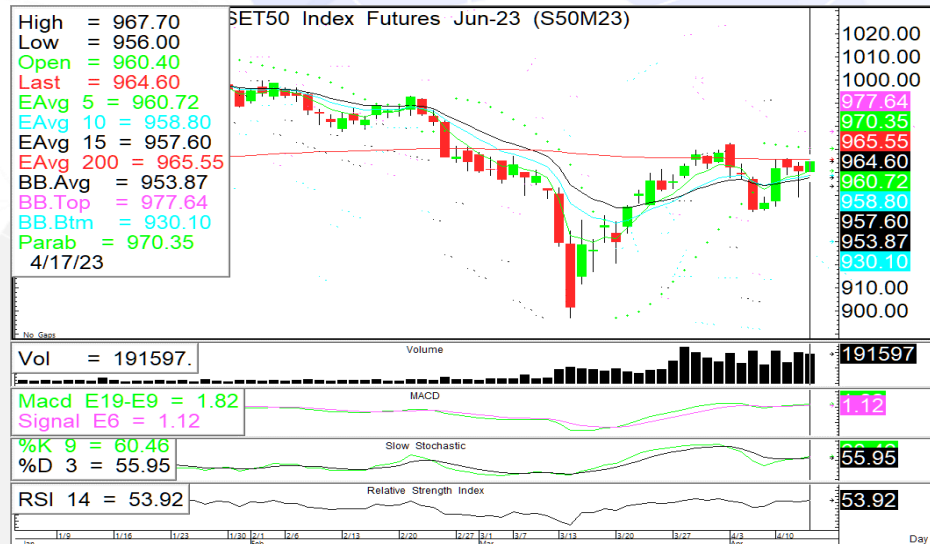 SET50 Index Futures Jun-23 (S50M23)
High = 967.70
Low = 956.00
Open = 960.40
Last = 964.60
EAvg 5 = 960.72
EAvg 10 = 958.80
EAvg 15 = 957.60
EAvg 200 = 965.55
BB.Avg = 953.87
BB.Top = 977.64
BB.Btm = 930.10
Parab = 970.35
4/17/23
1020.00
1010.00
1000.00
977.64
970.35
965.55
964.60
960.72
958.80
957.60
953.87
930.10
910.00
900.00
No Gaps
Volume
Vol = 191597.
191597
MACD
Macd E19-E9 = 1.82
Signal E6 = 1.12
1.12
Slow Stochastic
%K 9 = 60.46
%D 3 = 55.95
55.95
Relative Strength Index
RSI 14 = 53.92
53.92
1/9 1/16 1/23 1/30 2/1 2/6 2/13 2/20 2/27 3/1 3/7 3/13 3/20 3/27 4/3 4/10
Jan Feb Mar Apr
Day